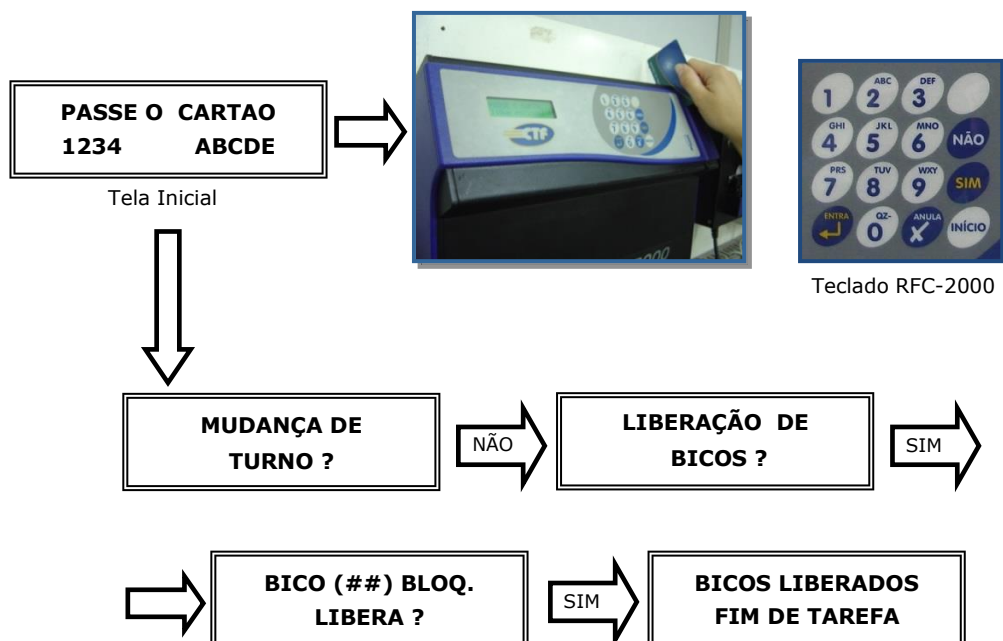 PASSE O CARTAO
1234 ABCDE
Tela Inicial
CTF
1
ABC
2
DEF
3
GHI
4
JKL
5
MNO
6
NÃO
PRS
7
TUV
8
WXY
9
SIM
ENTRA
QZ-
0
ANULA
INÍCIO
Teclado RFC-2000
MUDANÇA DE
TURNO ?
NÃO
LIBERAÇÃO DE
BICOS ?
SIM
BICO (##) BLOQ.
LIBERA ?
SIM
BICOS LIBERADOS
FIM DE TAREFA